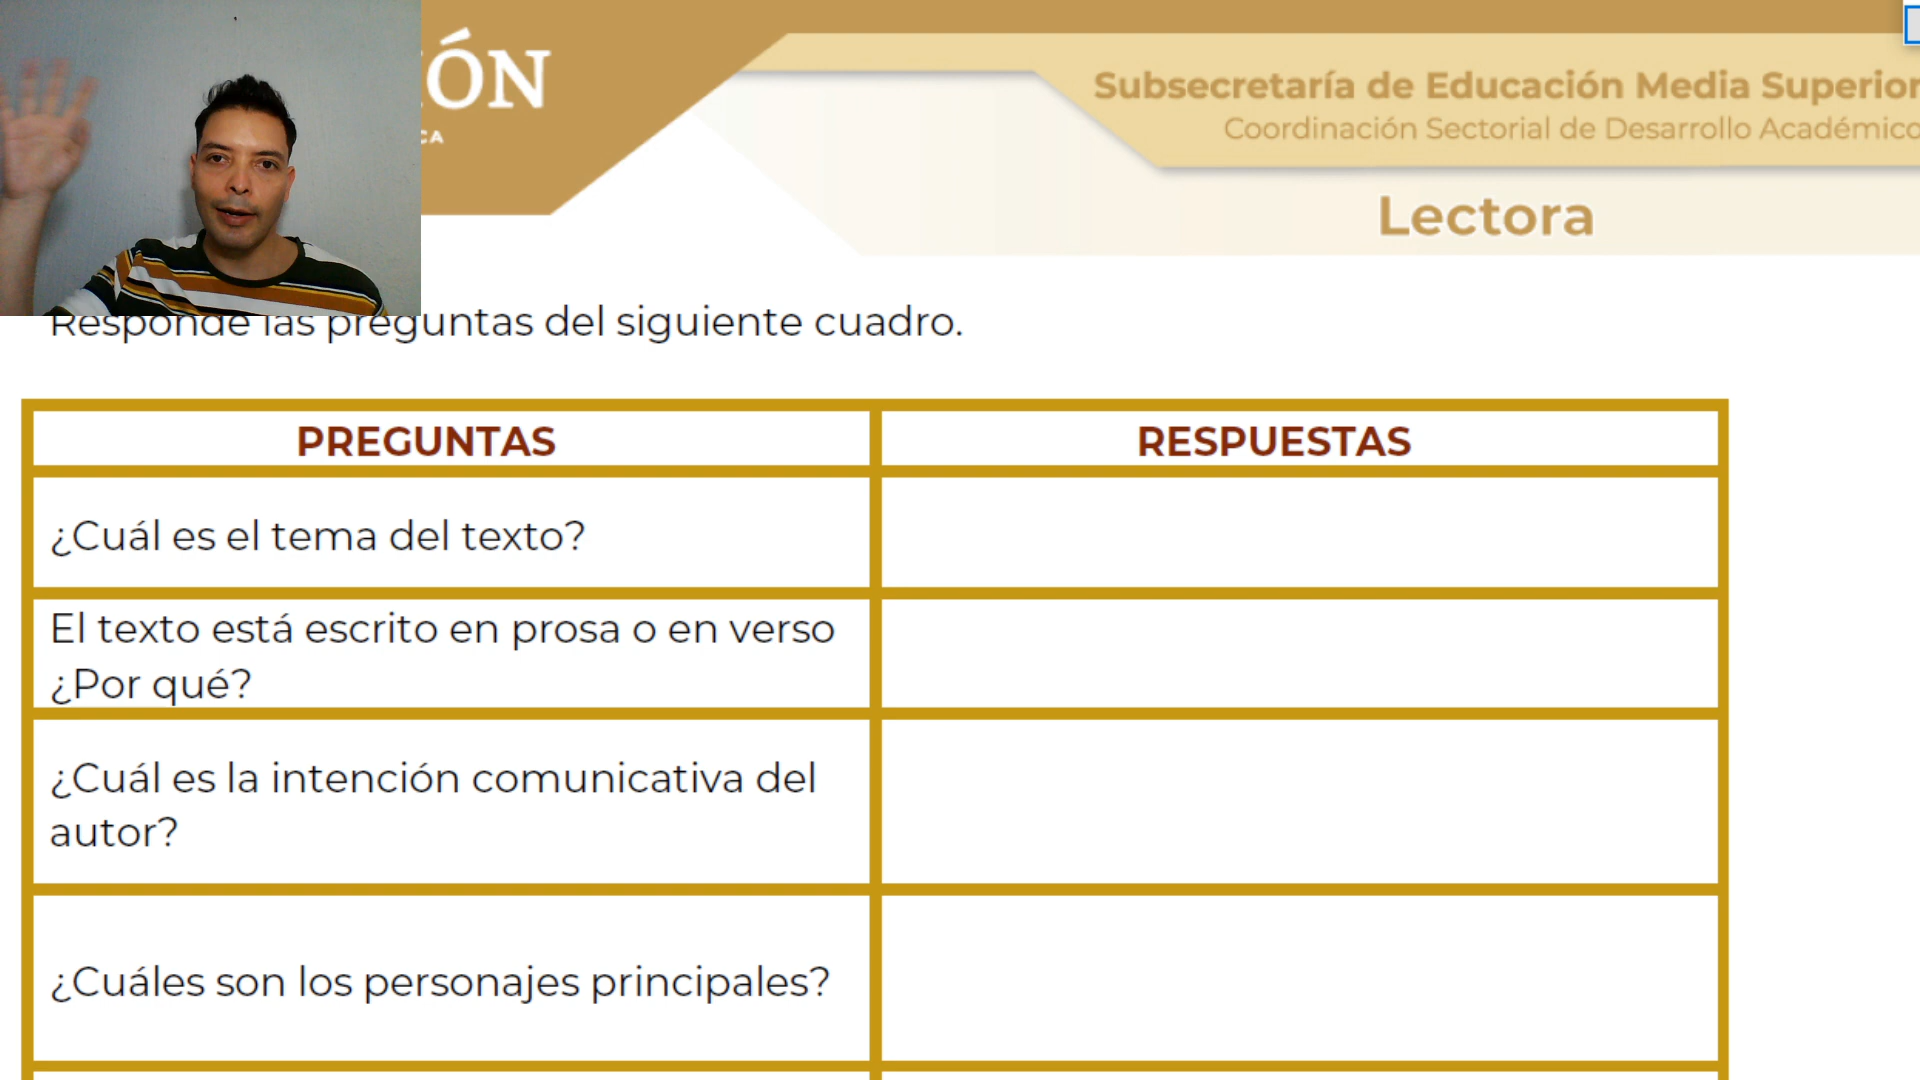 ÓN
CA
Subsecretaría de Educación Media Superior
Coordinación Sectorial de Desarrollo Académico
Lectora
Responde las preguntas del siguiente cuadro.
PREGUNTAS
RESPUESTAS
¿Cuál es el tema del texto?
El texto está escrito en prosa o en verso
¿Por qué?
¿Cuál es la intención comunicativa del
autor?
¿Cuáles son los personajes principales?